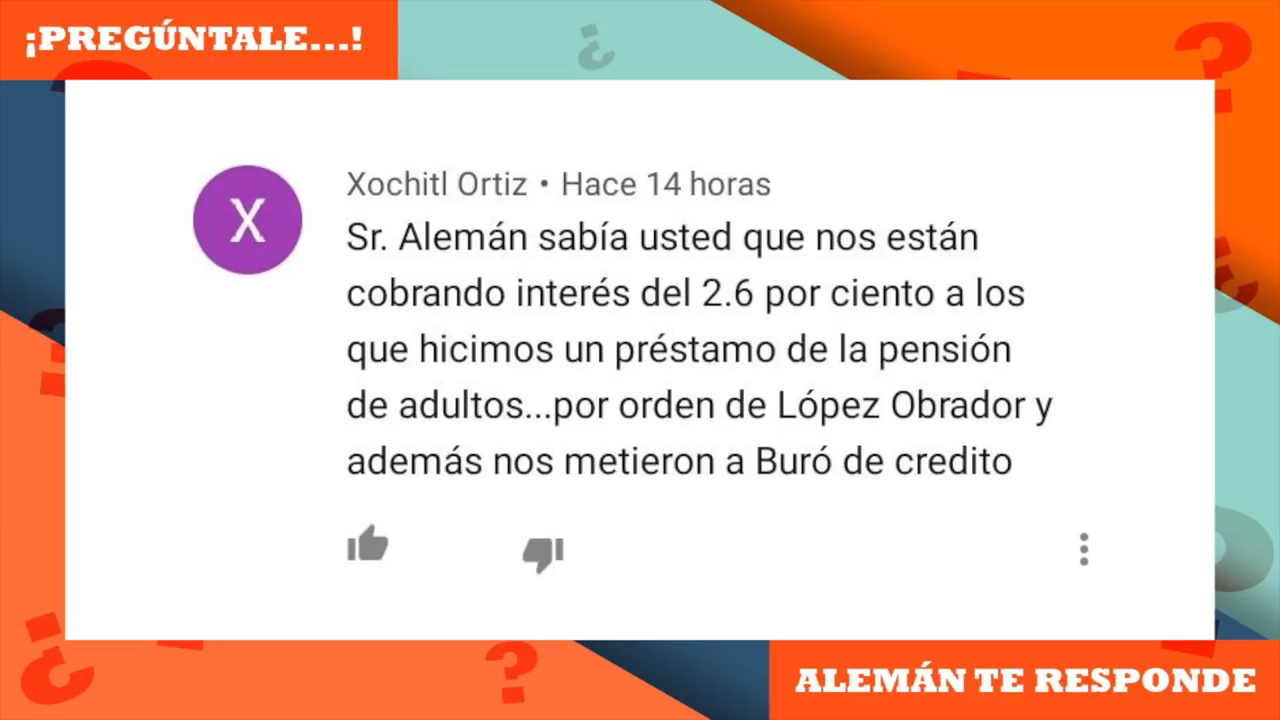 ¡PREGÚNTALE...!
X
Xochitl Ortiz • Hace 14 horas
Sr. Alemán sabía usted que nos están
cobrando interés del 2.6 por ciento a los
que hicimos un préstamo de la pensión
de adultos...por orden de López Obrador y
además nos metieron a Buró de credito
ALEMÁN TE RESPONDE